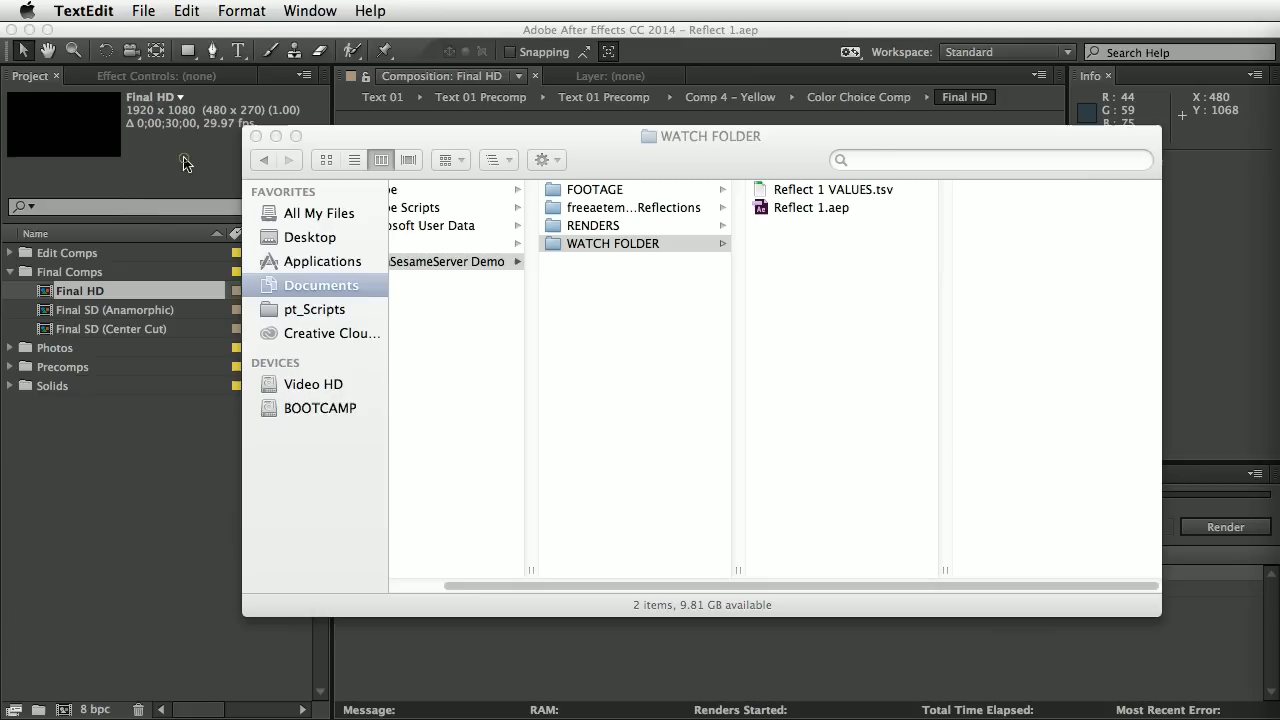 TextEdit File Edit Format Window Help
Adobe After Effects CC 2014 - Reflect 1.aep
Snapping
Workspace: Standard
Search Help
Project × Effect Controls: (none)
Composition: Final HD × Layer: (none)
Info ×
Final HD
1920 x 1080 (480 x 270) (1.00)
Δ 0;00;30;00, 29.97 fps
Text 01 Text 01 Precomp Text 01 Precomp Comp 4 - Yellow Color Choice Comp Final HD
R : 44
G : 59
B : 75
X : 480
Y : 1068
Name
Edit Comps
Final Comps
Final HD
Final SD (Anamorphic)
Final SD (Center Cut)
Photos
Precomps
Solids
8 bpc
WATCH FOLDER
FAVORITES
All My Files
Desktop
Applications
Documents
pt_Scripts
Creative Clou...
DEVICES
Video HD
BOOTCAMP
SesameServer Demo
FOOTAGE
freeaetem...Reflections
RENDERS
WATCH FOLDER
Reflect 1 VALUES.tsv
Reflect 1.aep
2 items, 9.81 GB available
Render
Message: RAM: Renders Started: Total Time Elapsed: Most Recent Error: